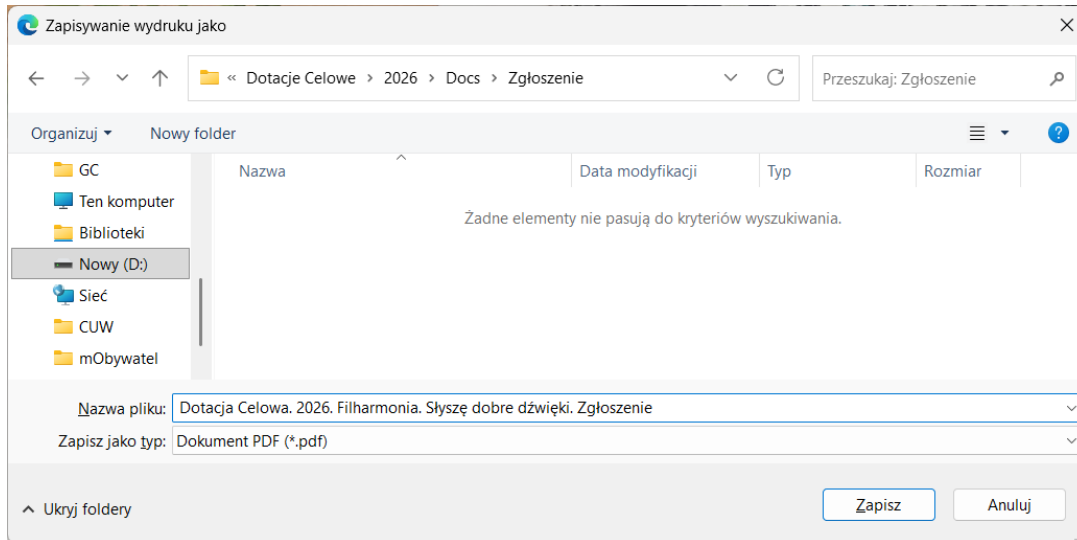 Zapisywanie wydruku jako
« Dotacje Celowe > 2026 > Docs > Zgłoszenie
Przeszukaj: Zgłoszenie
Organizuj Nowy folder
?
Nazwa Data modyfikacji Typ Rozmiar
Żadne elementy nie pasują do kryteriów wyszukiwania.
GC
Ten komputer
Biblioteki
Nowy (D:)
Sieć
CUW
mObywatel
Nazwa pliku: Dotacja Celowa. 2026. Filharmonia. Słyszę dobre dźwięki. Zgłoszenie
Zapisz jako typ: Dokument PDF (*.pdf)
Ukryj foldery
Zapisz Anuluj